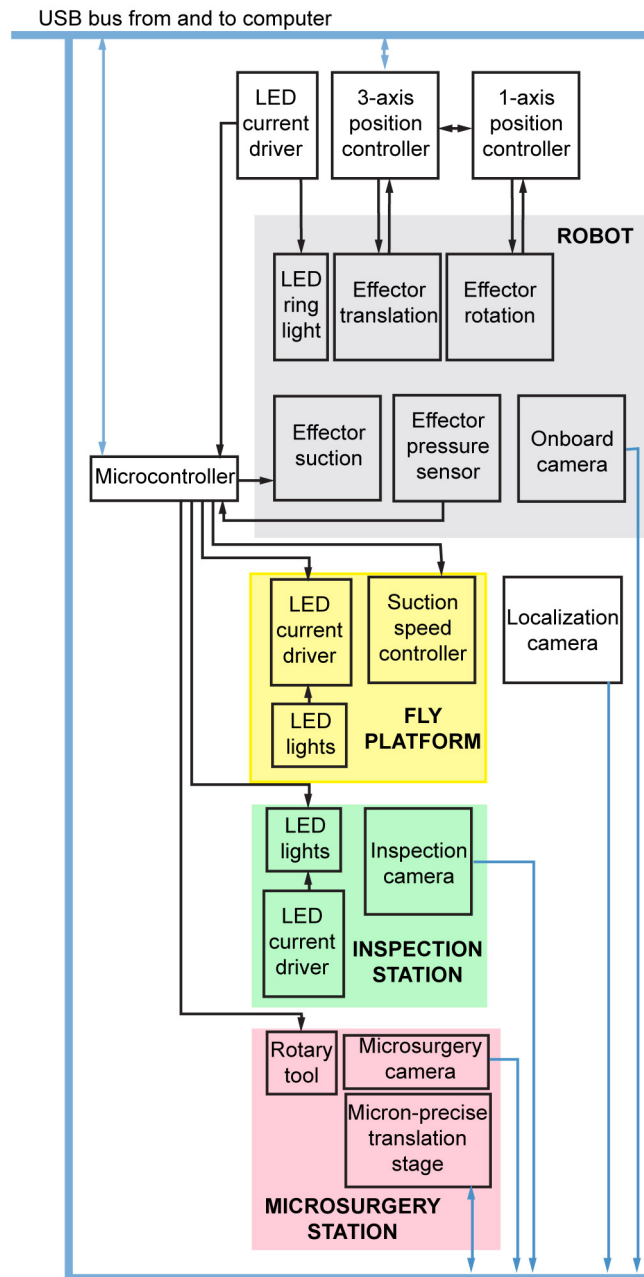 USB bus from and to computer
LED
current
driver
3-axis
position
controller
1-axis
position
controller
ROBOT
LED
ring
light
Effector
translation
Effector
rotation
Effector
suction
Effector
pressure
sensor
Onboard
camera
Microcontroller
LED
current
driver
Suction
speed
controller
Localization
camera
LED
lights
FLY
PLATFORM
LED
lights
Inspection
camera
LED
current
driver
INSPECTION
STATION
Rotary
tool
Microsurgery
camera
Micron-precise
translation
stage
MICROSURGERY
STATION